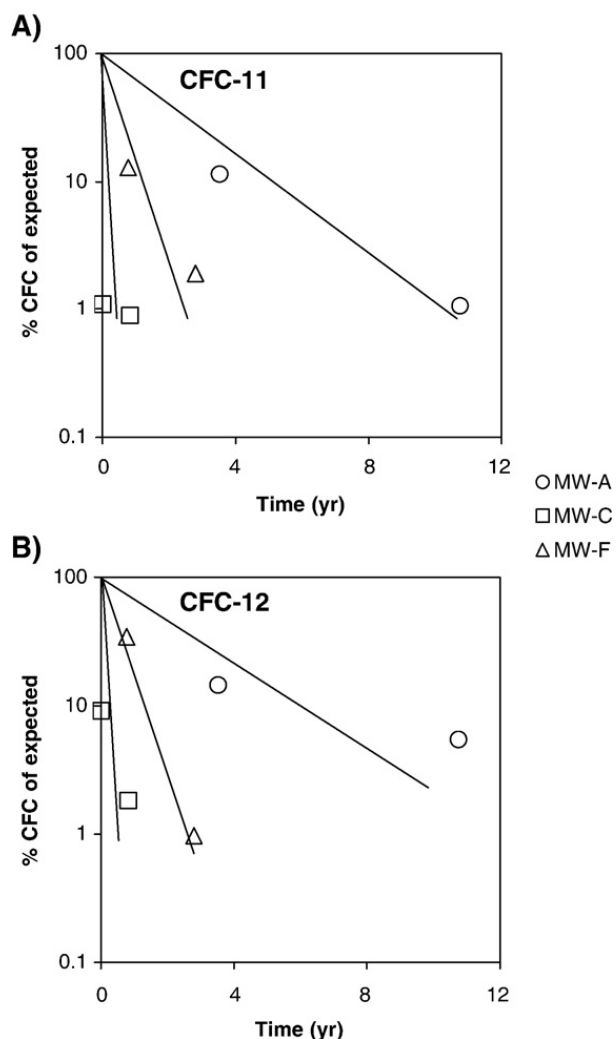 A)
CFC-11
100
10
1
0.1
% CFC of expected
0 4 8 12
Time (yr)
MW-A
MW-C
MW-F
B)
CFC-12
100
10
1
0.1
% CFC of expected
0 4 8 12
Time (yr)